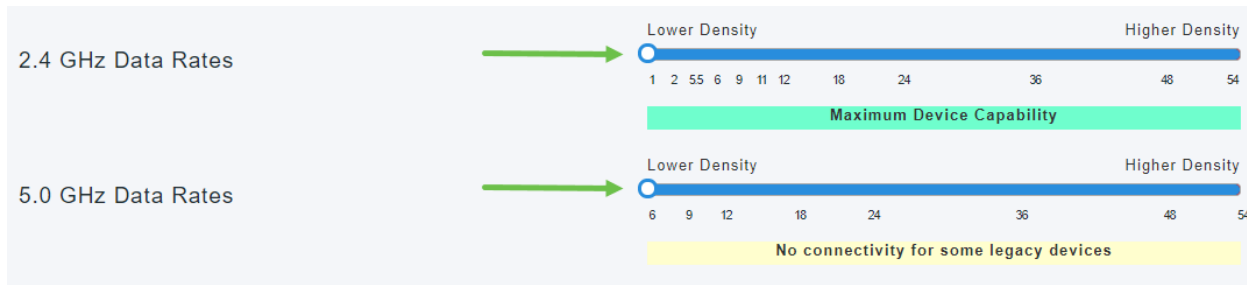 Lower Density Higher Density
2.4 GHz Data Rates
1 2 5.5 6 9 11 12 18 24 36 48 54
Maximum Device Capability
Lower Density Higher Density
5.0 GHz Data Rates
6 9 12 18 24 36 48 54
No connectivity for some legacy devices